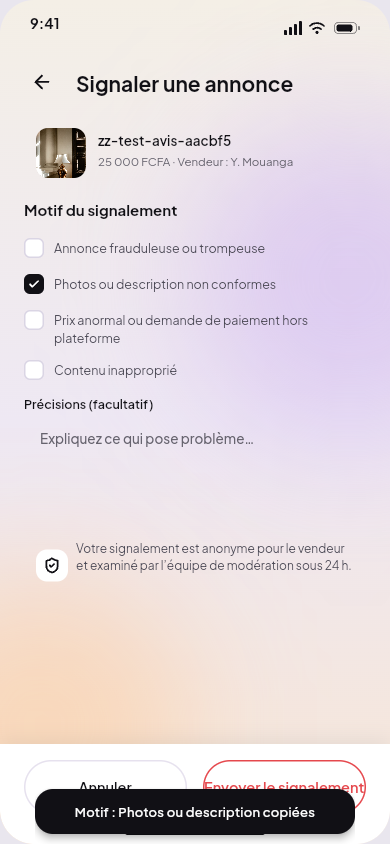 9:41
Signaler une annonce
zz-test-avis-aacbf5
25 000 FCFA · Vendeur : Y. Mouanga
Motif du signalement
Annonce frauduleuse ou trompeuse
Photos ou description non conformes
Prix anormal ou demande de paiement hors
plateforme
Contenu inapproprié
Précisions (facultatif)
Expliquez ce qui pose problème…
Votre signalement est anonyme pour le vendeur
et examiné par l'équipe de modération sous 24 h.
Annuler
Envoyer le signalement
Motif : Photos ou description copiées